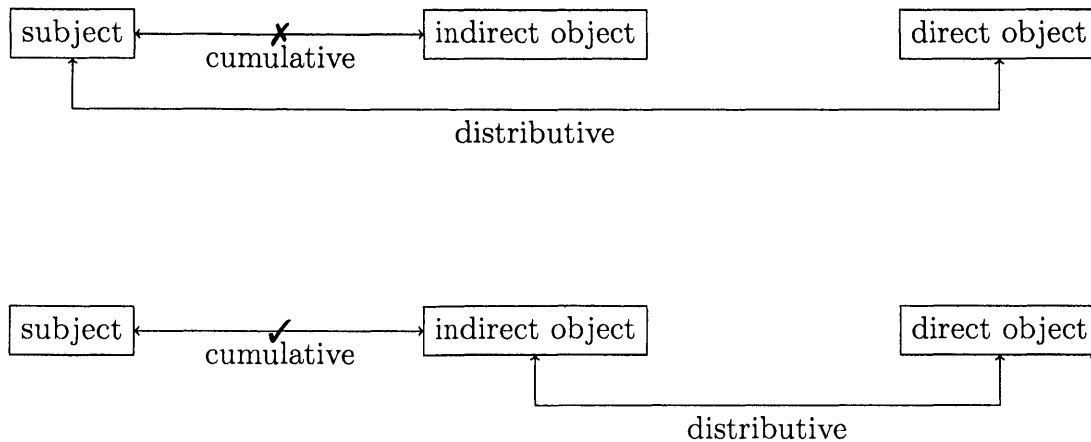 subject ✗ indirect object direct object
cumulative
distributive
subject ✓ indirect object direct object
cumulative
distributive